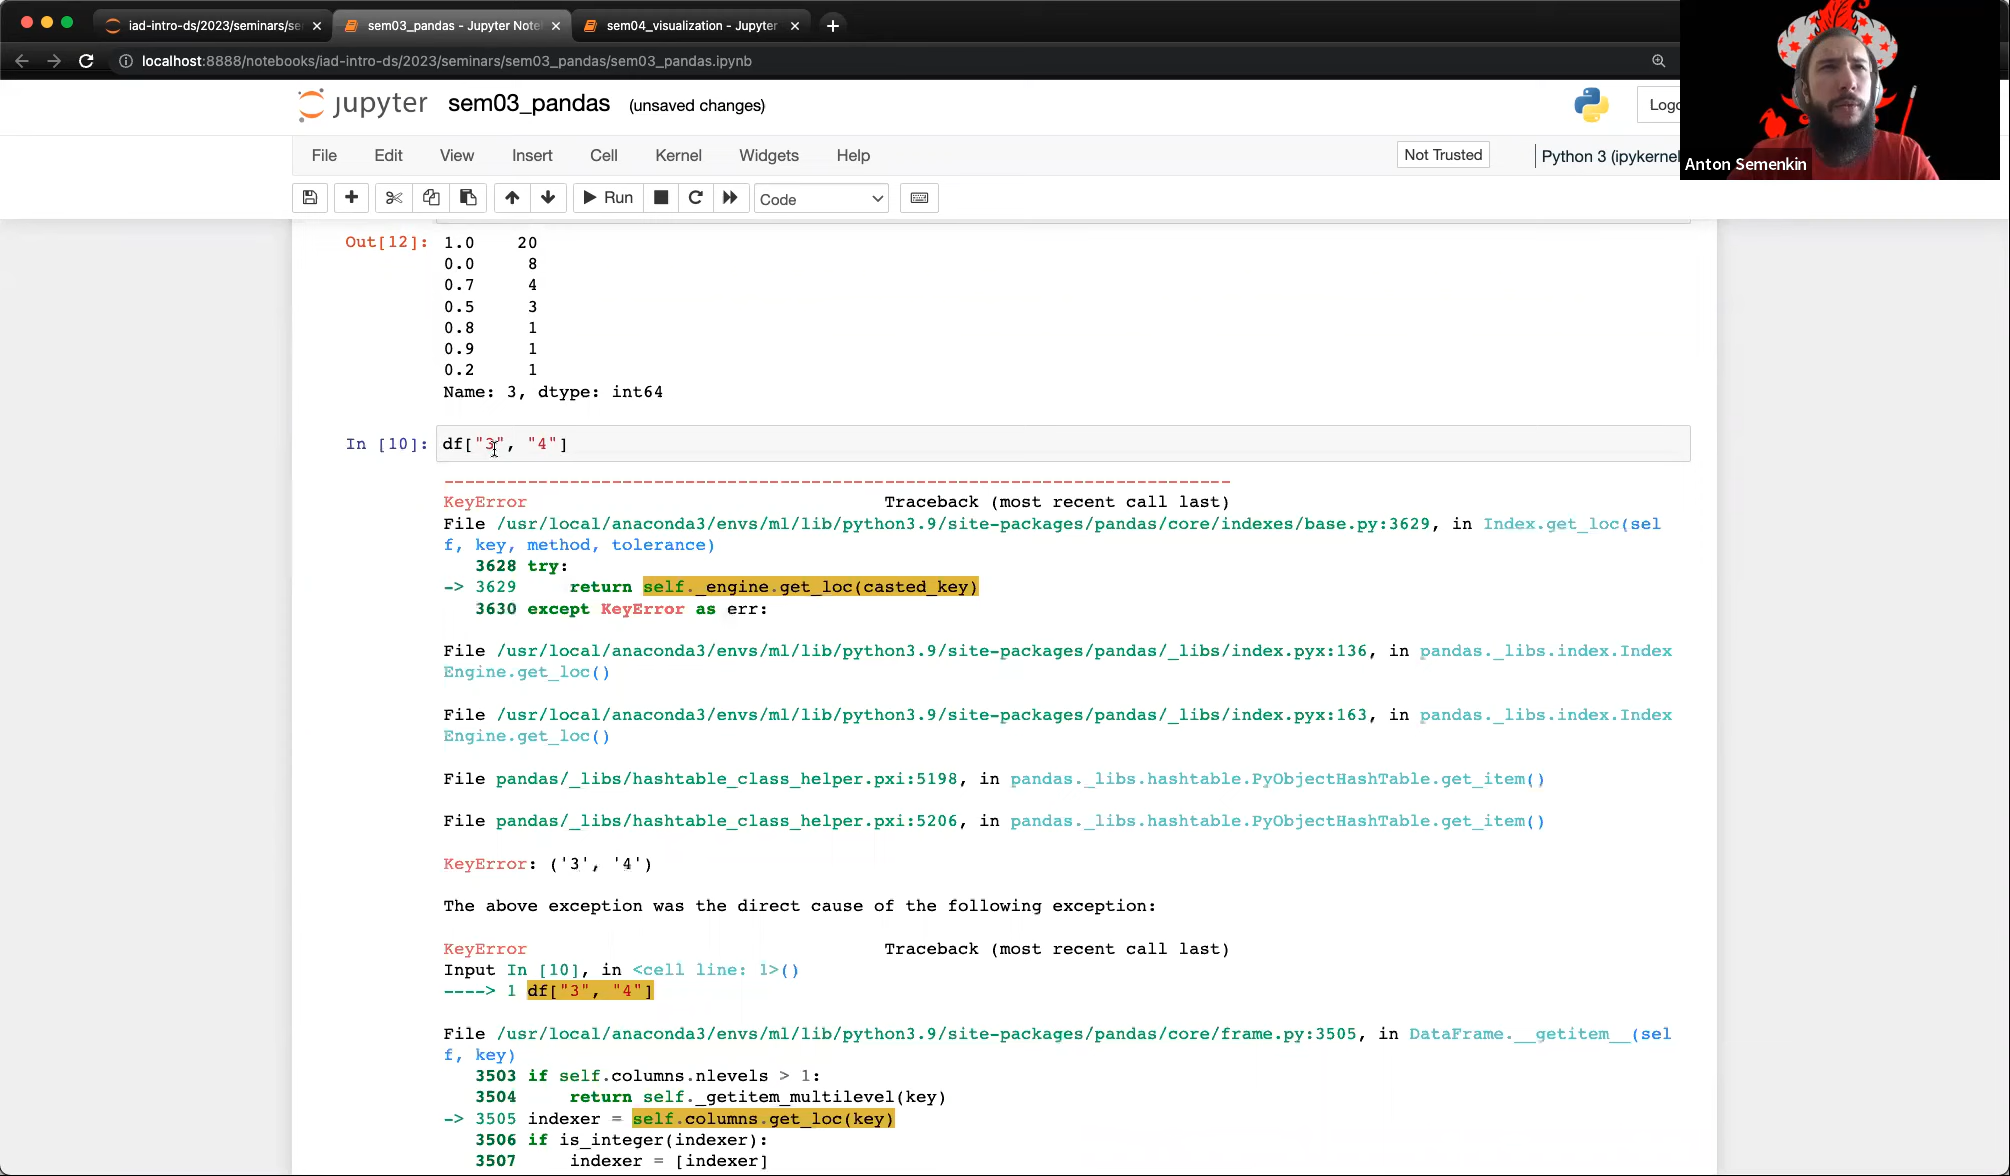 iad-intro-ds/2023/seminars/se
sem03_pandas - Jupyter Note
sem04_visualization - Jupyter
localhost:8888/notebooks/iad-intro-ds/2023/seminars/sem03_pandas/sem03_pandas.ipynb
jupyter sem03_pandas (unsaved changes)
Logo
File Edit View Insert Cell Kernel Widgets Help
Not Trusted
Python 3 (ipykernel
Anton Semenkin
Run
Code
Out[12]: 1.0 20
0.0 8
0.7 4
0.5 3
0.8 1
0.9 1
0.2 1
Name: 3, dtype: int64
In [10]: df["3", "4"]
---------------------------------------------------------------------------
KeyError Traceback (most recent call last)
File /usr/local/anaconda3/envs/ml/lib/python3.9/site-packages/pandas/core/indexes/base.py:3629, in Index.get_loc(sel
f, key, method, tolerance)
3628 try:
-> 3629 return self._engine.get_loc(casted_key)
3630 except KeyError as err:
File /usr/local/anaconda3/envs/ml/lib/python3.9/site-packages/pandas/_libs/index.pyx:136, in pandas._libs.index.Index
Engine.get_loc()
File /usr/local/anaconda3/envs/ml/lib/python3.9/site-packages/pandas/_libs/index.pyx:163, in pandas._libs.index.Index
Engine.get_loc()
File pandas/_libs/hashtable_class_helper.pxi:5198, in pandas._libs.hashtable.PyObjectHashTable.get_item()
File pandas/_libs/hashtable_class_helper.pxi:5206, in pandas._libs.hashtable.PyObjectHashTable.get_item()
KeyError: ('3', '4')
The above exception was the direct cause of the following exception:
KeyError Traceback (most recent call last)
Input In [10], in <cell line: 1>()
----> 1 df["3", "4"]
File /usr/local/anaconda3/envs/ml/lib/python3.9/site-packages/pandas/core/frame.py:3505, in DataFrame.__getitem__(sel
f, key)
3503 if self.columns.nlevels > 1:
3504 return self._getitem_multilevel(key)
-> 3505 indexer = self.columns.get_loc(key)
3506 if is_integer(indexer):
3507 indexer = [indexer]